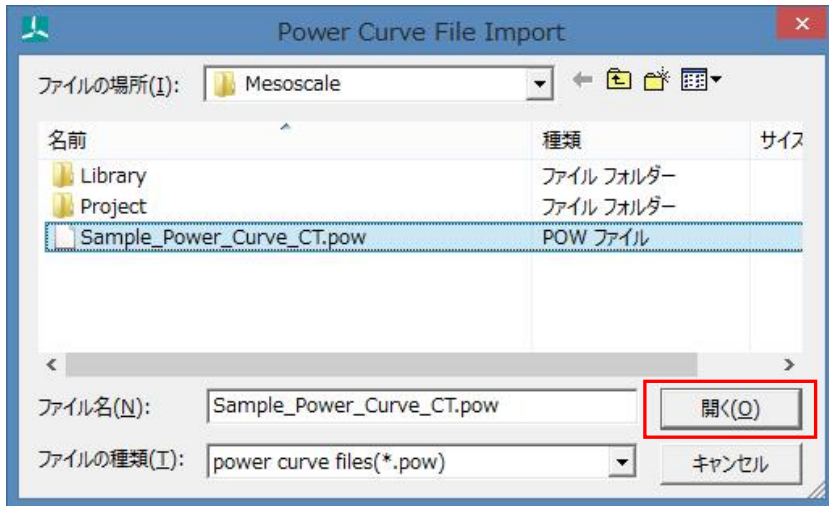 Power Curve File Import
ファイルの場所(I): Mesoscale
名前 種類 サイズ
Library ファイル フォルダー
Project ファイル フォルダー
Sample_Power_Curve_CT.pow POW ファイル
ファイル名(N): Sample_Power_Curve_CT.pow 開く(O)
ファイルの種類(T): power curve files(*.pow) キャンセル